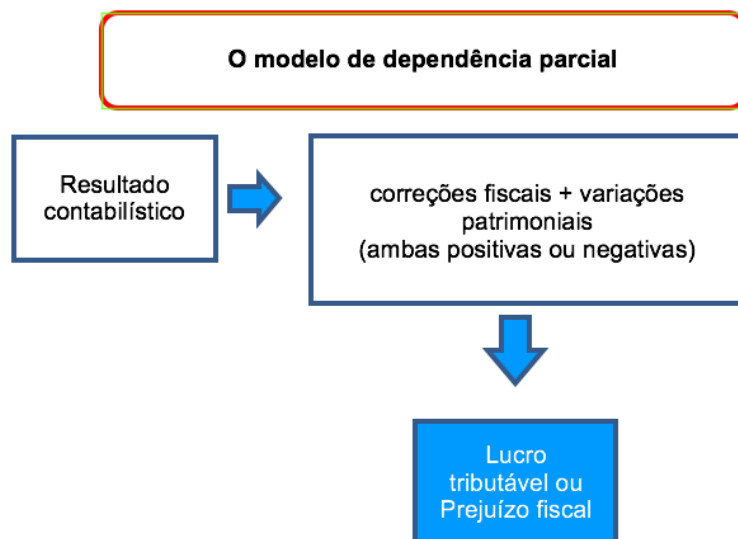 O modelo de dependência parcial
Resultado
contabilístico
correções fiscais + variações
patrimoniais
(ambas positivas ou negativas)
Lucro
tributável ou
Prejuízo fiscal